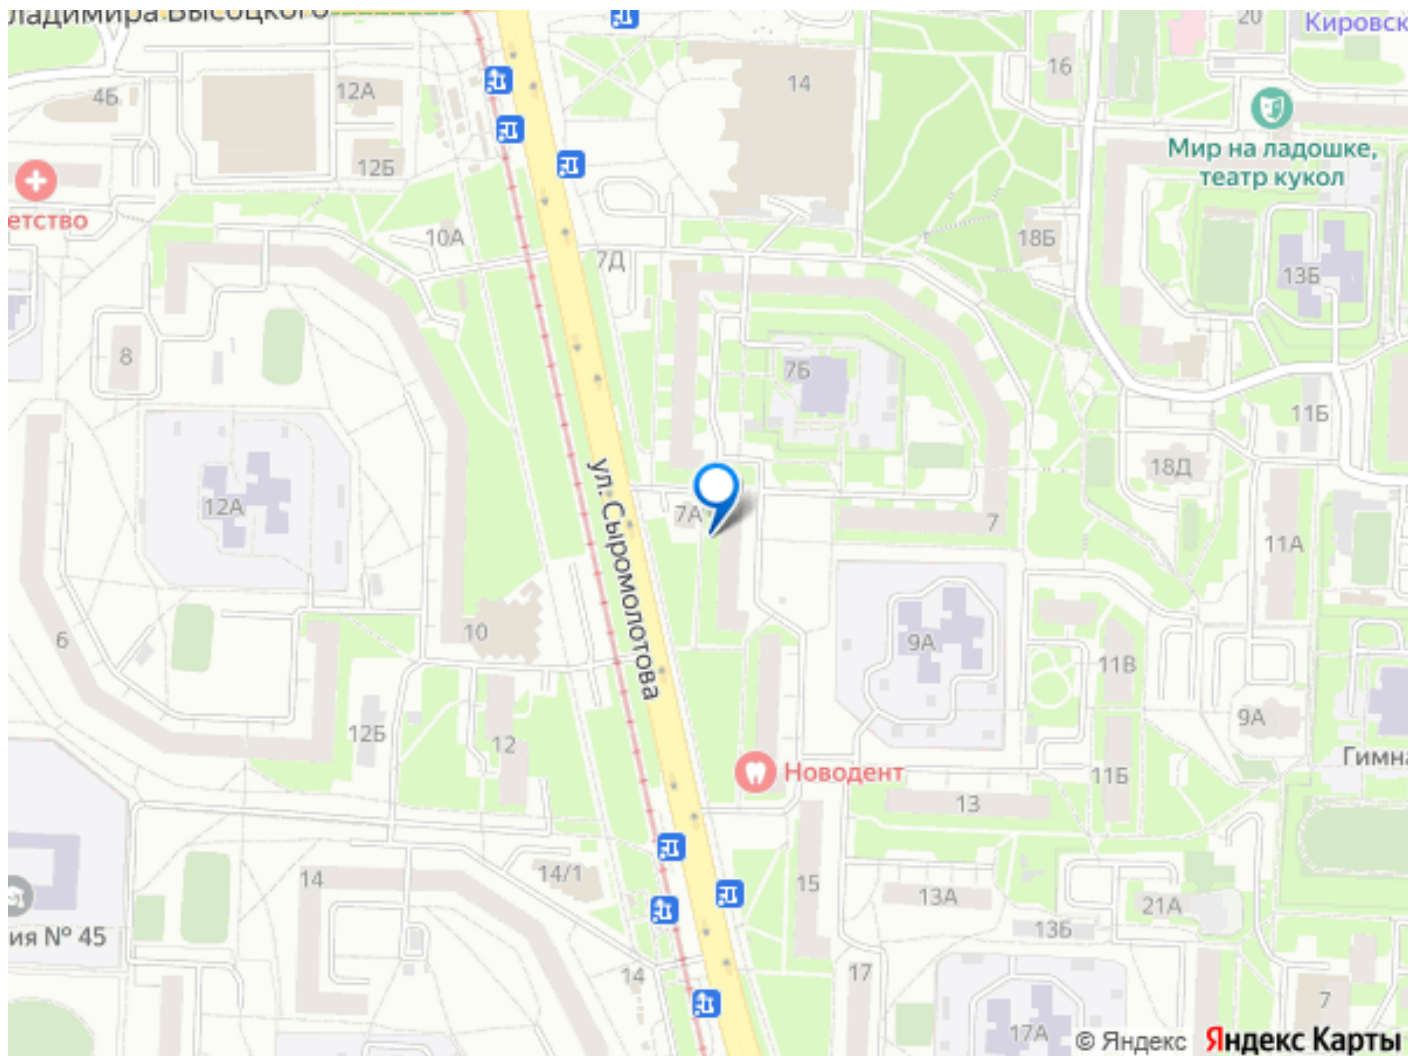 ладимира Высоцкого
20
Кировск
16
14
4Б
12А
Мир на ладошке,
театр кукол
12Б
етство
10А
18Б
7Д
13Б
8
7Б
11Б
18Д
12А
7А
7
ул. Сыромолотова
11А
6
10
9А
11В
9А
12Б
12
Гимна
Новодент
11Б
13
14
14/1
15
13А
21А
13Б
ия № 45
14
17
7
17А
© Яндекс
Яндекс Карты